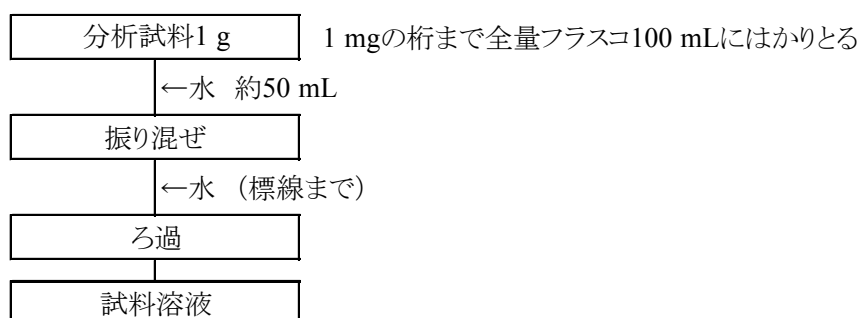 分析試料1 g　1 mgの桁まで全量フラスコ100 mLにはかりとる
←水　約50 mL
振り混ぜ
←水　(標線まで)
ろ過
試料溶液